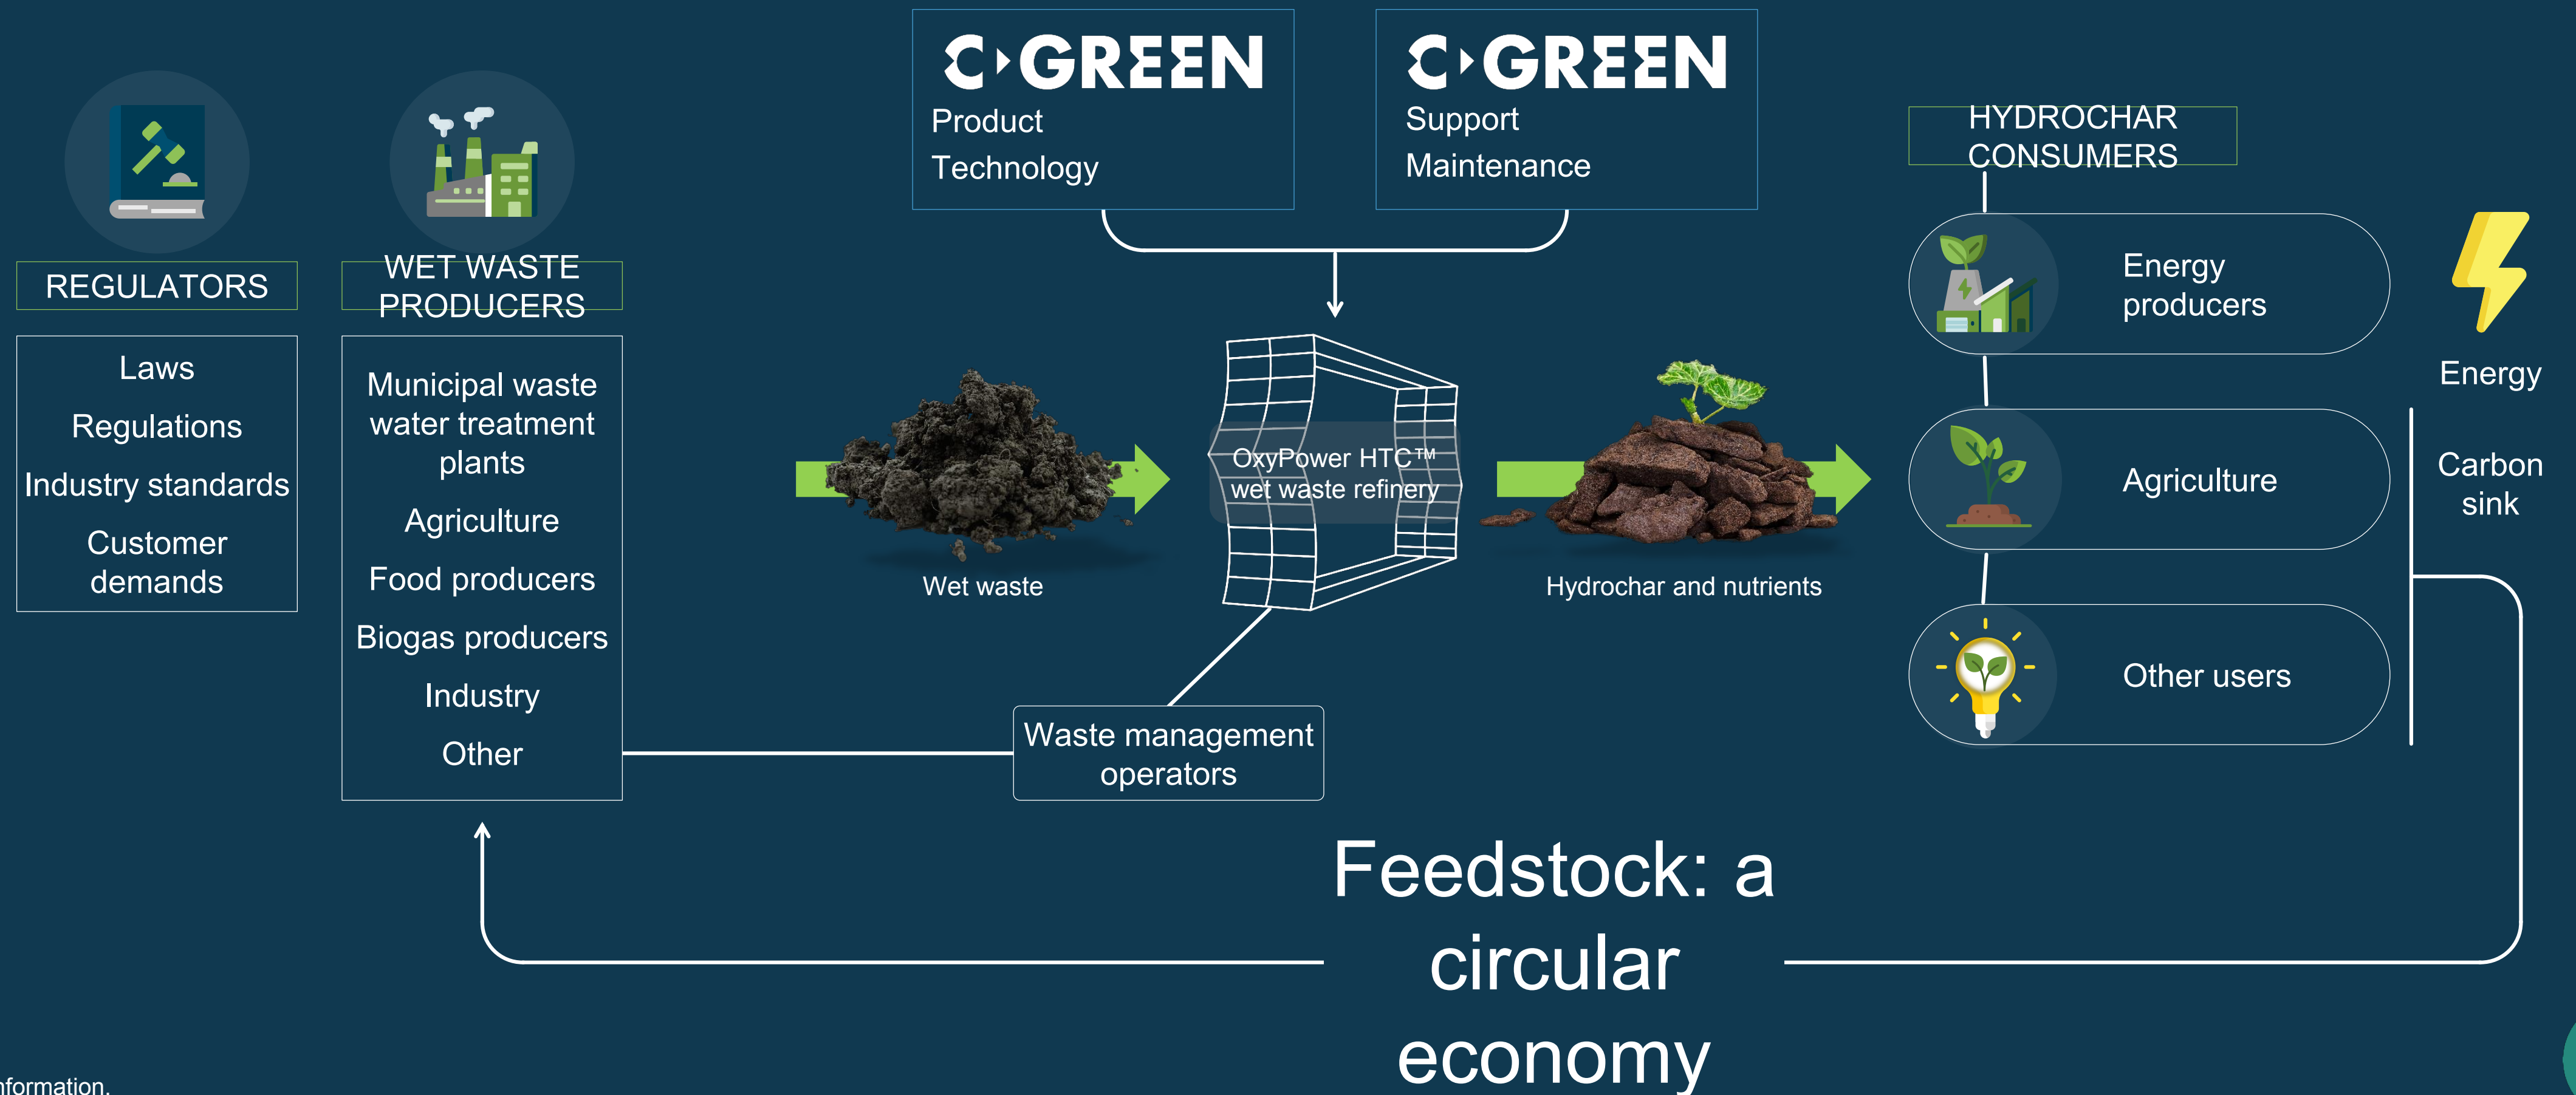 REGULATORS
Laws
Regulations
Industry standards
Customer
demands
WET WASTE
PRODUCERS
Municipal waste
water treatment
plants
Agriculture
Food producers
Biogas producers
Industry
Other
C GREEN
Product
Technology
C GREEN
Support
Maintenance
Wet waste
OxyPower HTC™
wet waste refinery
Hydrochar and nutrients
Waste management
operators
HYDROCHAR
CONSUMERS
Energy
producers
Agriculture
Other users
Energy
Carbon
sink
Feedstock: a
circular
economy
nformation.